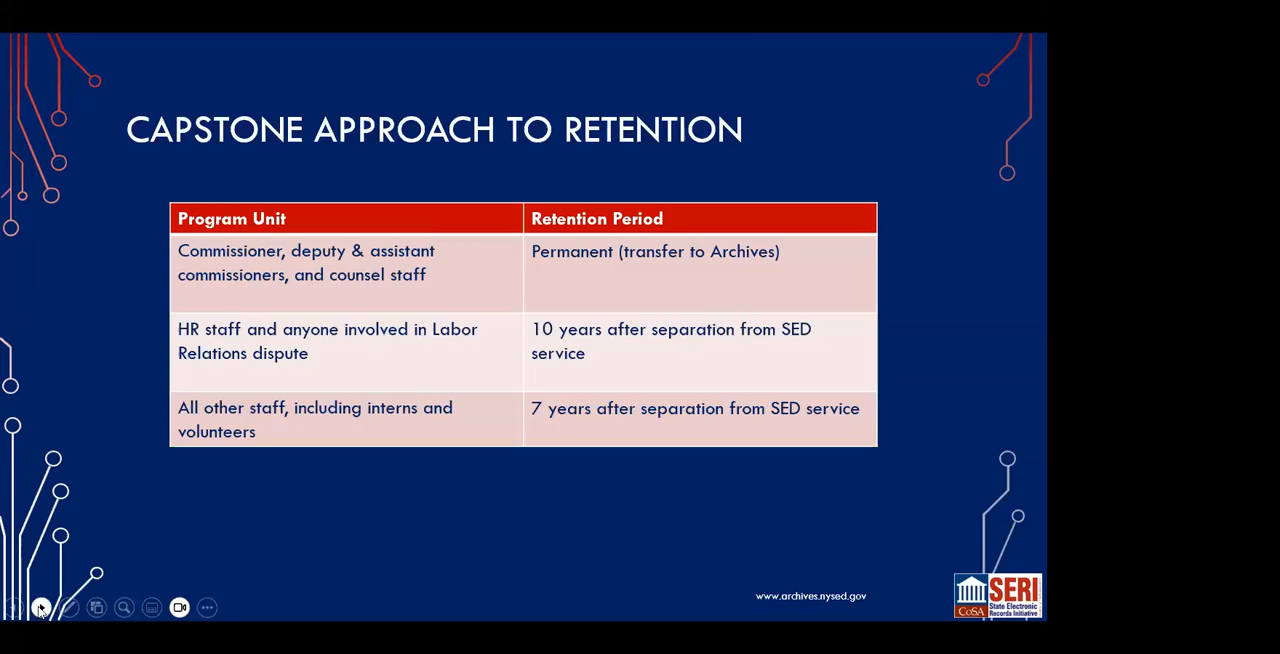 CAPSTONE APPROACH TO RETENTION
Program Unit
Retention Period
Commissioner, deputy & assistant
commissioners, and counsel staff
Permanent (transfer to Archives)
HR staff and anyone involved in Labor
Relations dispute
10 years after separation from SED
service
All other staff, including interns and
volunteers
7 years after separation from SED service
www.archives.nysed.gov
CoSA
SERI
State Electronic
Records Initiative